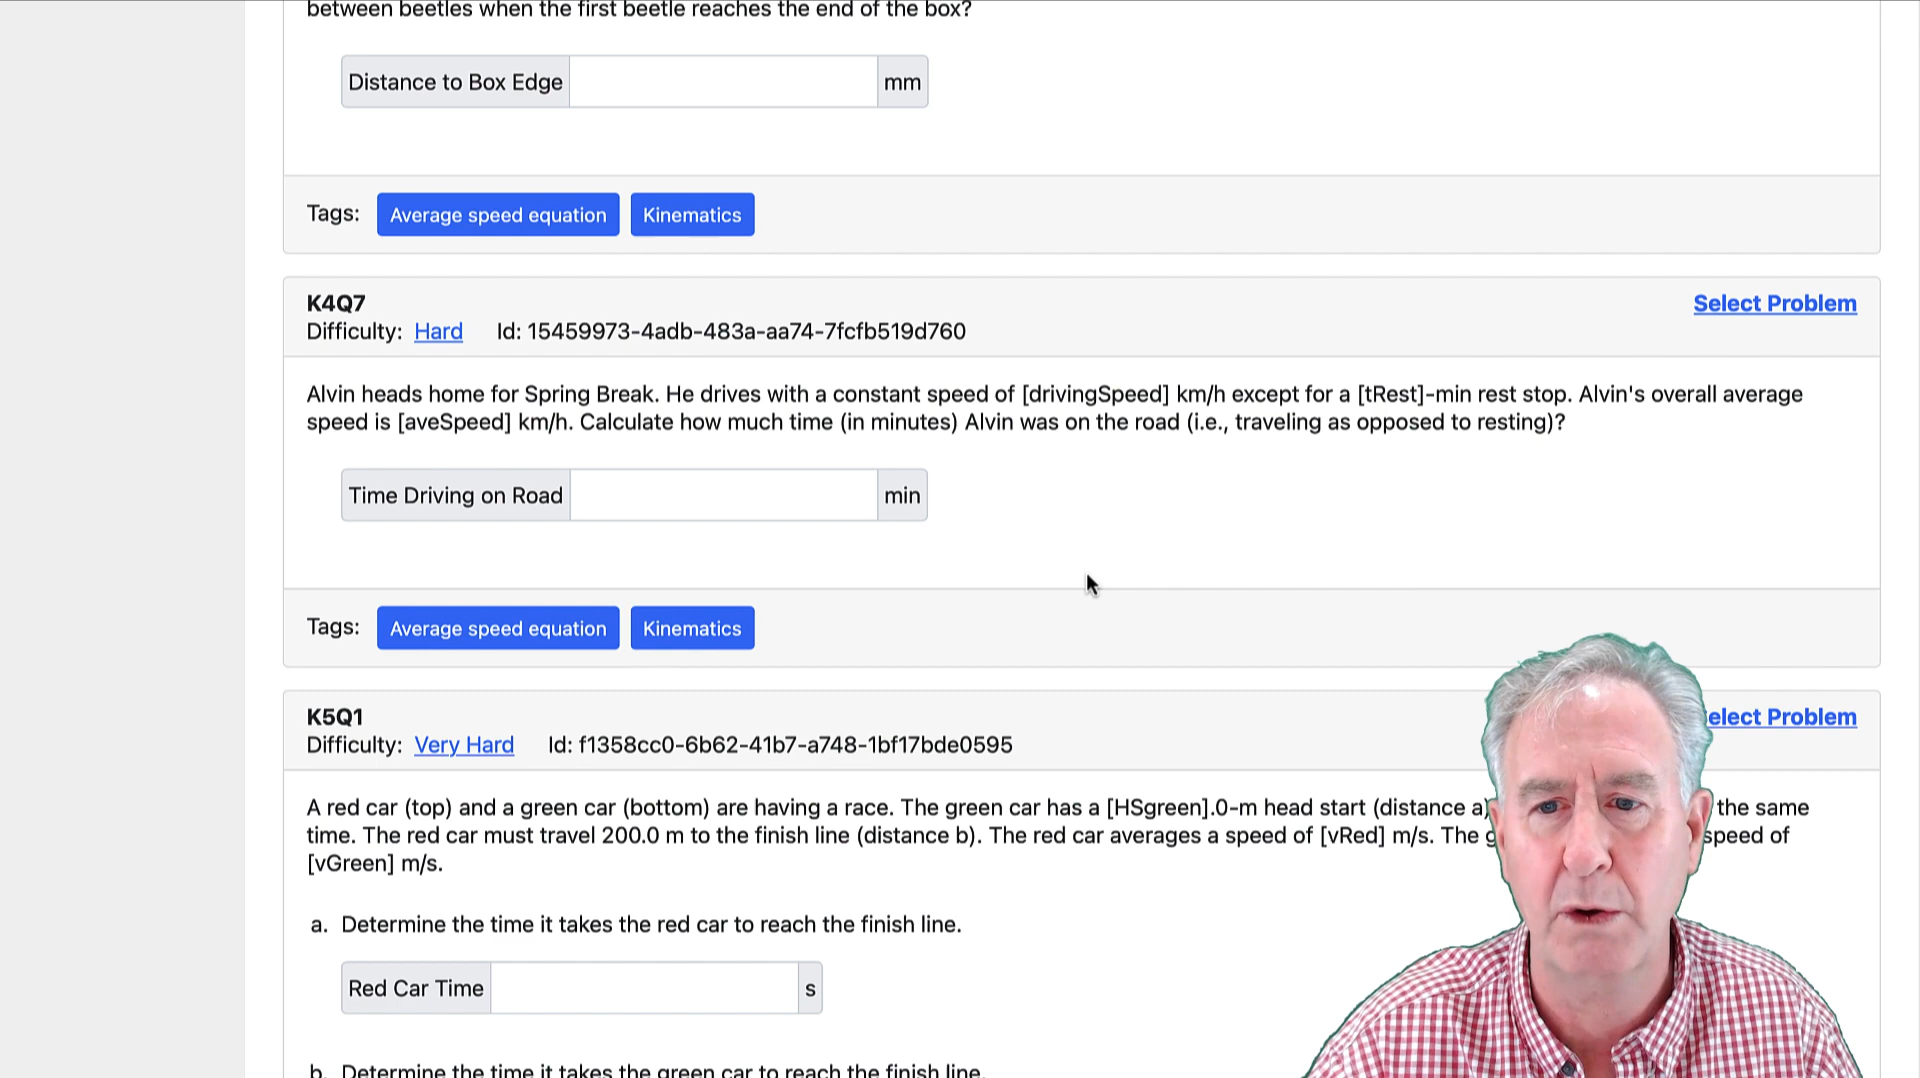 between beetles when the first beetle reaches the end of the box?
Distance to Box Edge mm
Tags: Average speed equation Kinematics
K4Q7 Select Problem
Difficulty: Hard Id: 15459973-4adb-483a-aa74-7fcfb519d760
Alvin heads home for Spring Break. He drives with a constant speed of [drivingSpeed] km/h except for a [tRest]-min rest stop. Alvin's overall average
speed is [aveSpeed] km/h. Calculate how much time (in minutes) Alvin was on the road (i.e., traveling as opposed to resting)?
Time Driving on Road min
Tags: Average speed equation Kinematics
K5Q1 elect Problem
Difficulty: Very Hard Id: f1358cc0-6b62-41b7-a748-1bf17bde0595
A red car (top) and a green car (bottom) are having a race. The green car has a [HSgreen].0-m head start (distance a) the same
time. The red car must travel 200.0 m to the finish line (distance b). The red car averages a speed of [vRed] m/s. The speed of
[vGreen] m/s.
a. Determine the time it takes the red car to reach the finish line.
Red Car Time s
b. Determine the time it takes the green car to reach the finish line.